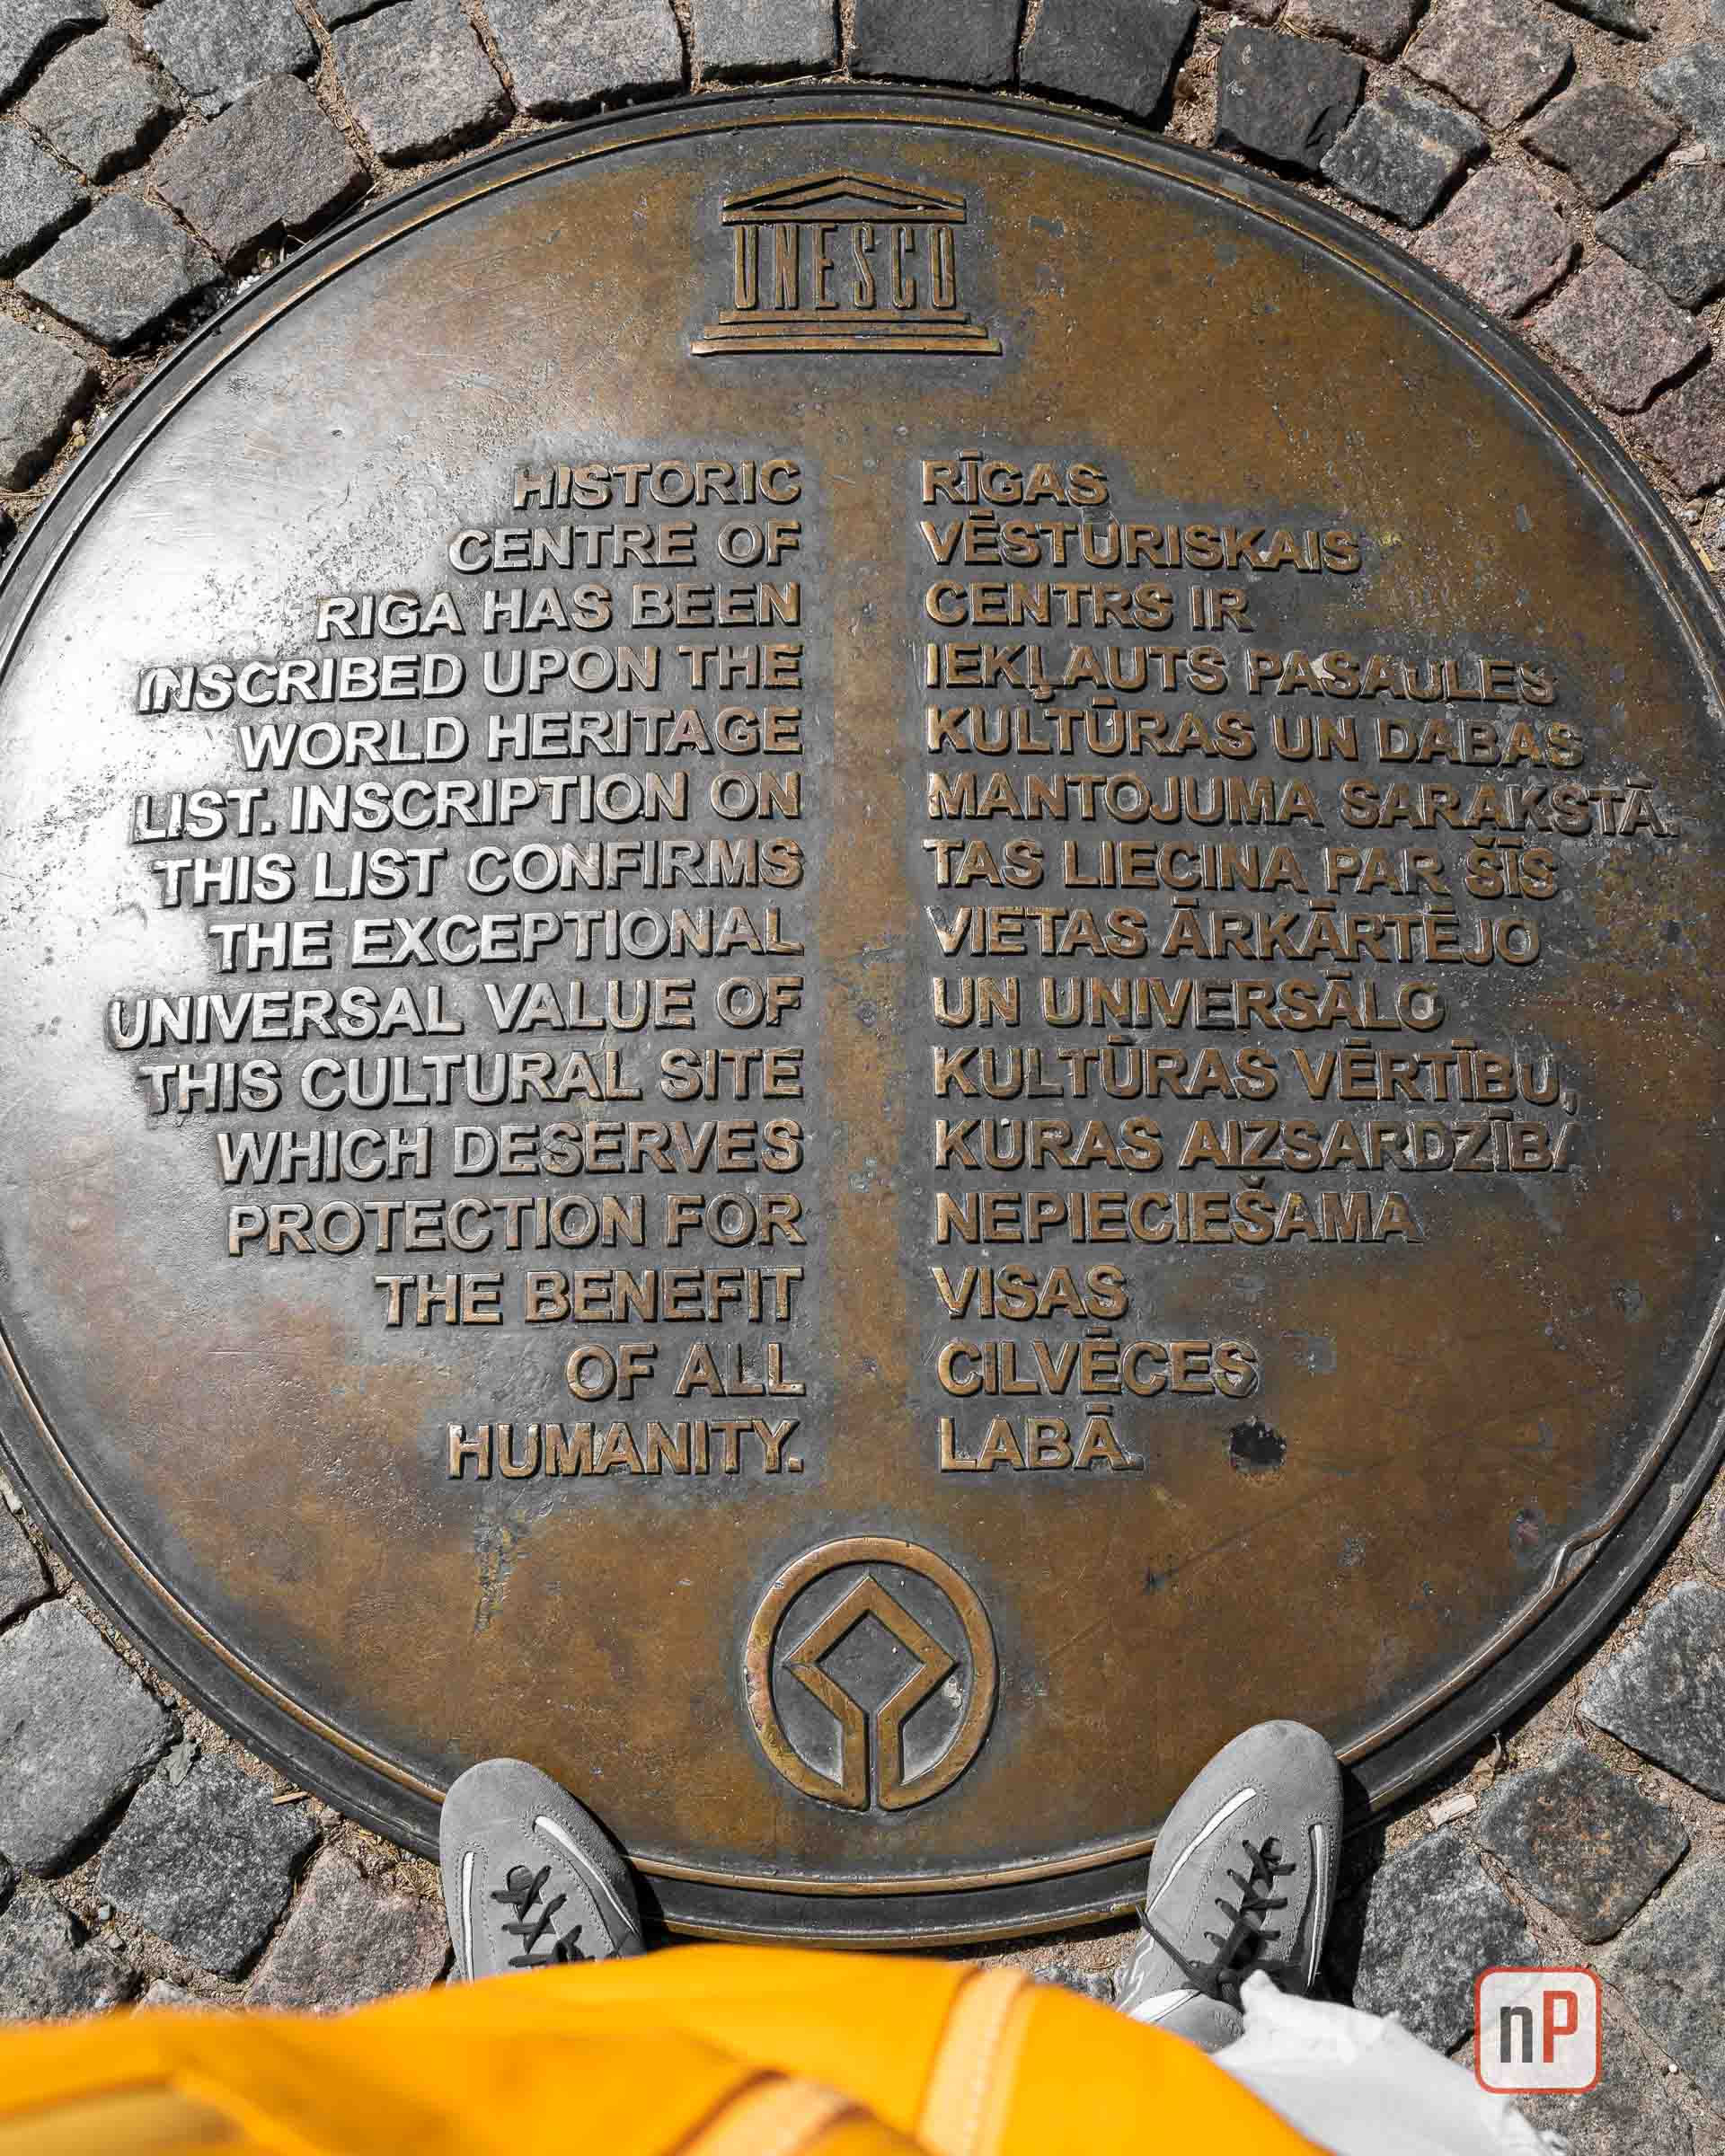 UNESCO
HISTORIC
CENTRE OF
RIGA HAS BEEN
INSCRIBED UPON THE
WORLD HERITAGE
LIST. INSCRIPTION ON
THIS LIST CONFIRMS
THE EXCEPTIONAL
UNIVERSAL VALUE OF
THIS CULTURAL SITE
WHICH DESERVES
PROTECTION FOR
THE BENEFIT
OF ALL
HUMANITY.
RĪGAS
VĒSTURISKAIS
CENTRS IR
IEKĻAUTS PASAULES
KULTŪRAS UN DABAS
MANTOJUMA SARAKSTĀ.
TAS LIECINA PAR ŠĪS
VIETAS ĀRKĀRTĒJO
UN UNIVERSĀLO
KULTŪRAS VĒRTĪBU,
KURAS AIZSARDZĪBA
NEPIECIEŠAMA
VISAS
CILVĒCES
LABĀ.
nP